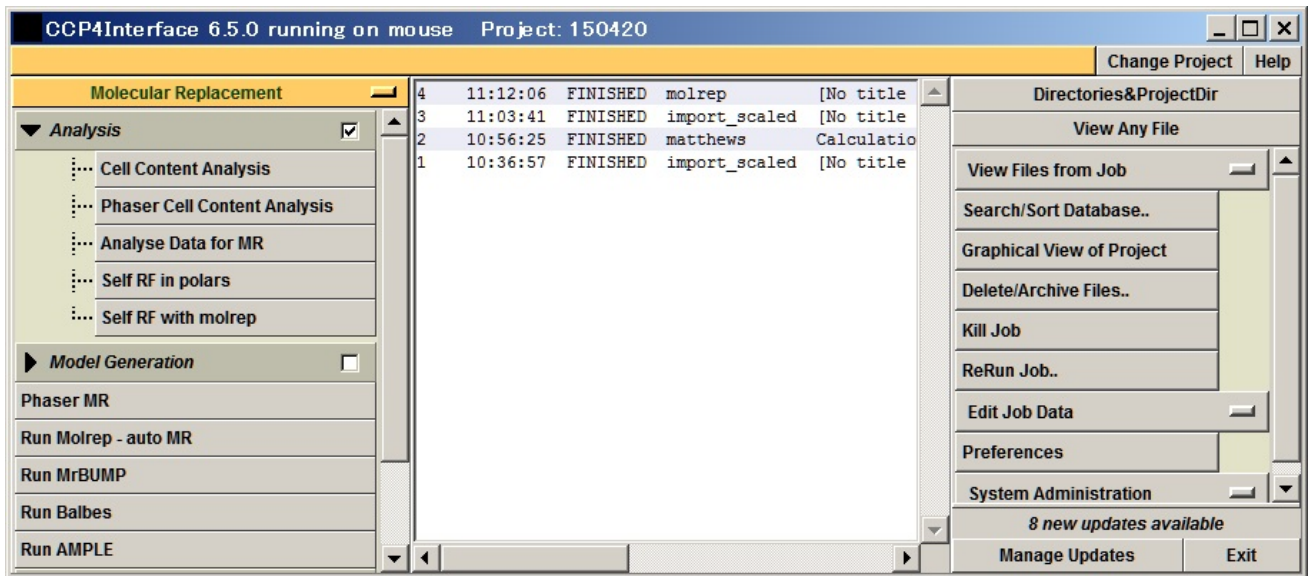 CCP4Interface 6.5.0 running on mouse Project: 150420
Change Project Help
Molecular Replacement
Analysis
Cell Content Analysis
Phaser Cell Content Analysis
Analyse Data for MR
Self RF in polars
Self RF with molrep
Model Generation
Phaser MR
Run Molrep - auto MR
Run MrBUMP
Run Balbes
Run AMPLE
4 11:12:06 FINISHED molrep [No title
3 11:03:41 FINISHED import_scaled [No title
2 10:56:25 FINISHED matthews Calculatio
1 10:36:57 FINISHED import_scaled [No title
Directories&ProjectDir
View Any File
View Files from Job
Search/Sort Database..
Graphical View of Project
Delete/Archive Files..
Kill Job
ReRun Job..
Edit Job Data
Preferences
System Administration
8 new updates available
Manage Updates Exit